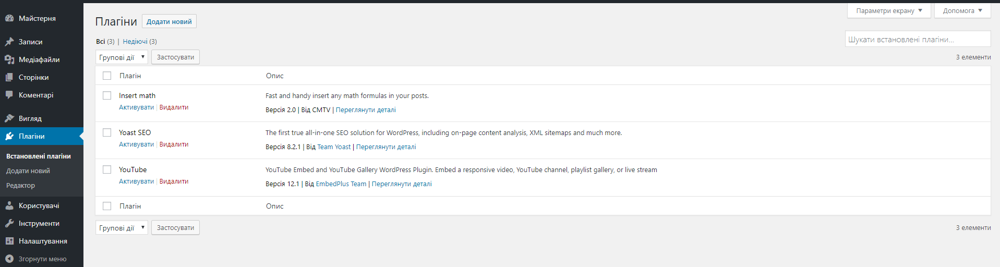 Майстерня
Записи
Медіафайли
Сторінки
Коментарі
Вигляд
Плагіни
Встановлені плагіни
Додати новий
Редактор
Користувачі
Інструменти
Налаштування
Згорнути меню
Параметри екрану
Допомога
Плагіни
Додати новий
Всі (3) | Недіючі (3)
Шукати встановлені плагіни...
Групові дії
Застосувати
3 елементи
Плагін
Опис
Insert math
Fast and handy insert any math formulas in your posts.
Активувати | Видалити
Версія 2.0 | Від CMTV | Переглянути деталі
Yoast SEO
The first true all-in-one SEO solution for WordPress, including on-page content analysis, XML sitemaps and much more.
Активувати | Видалити
Версія 8.2.1 | Від Team Yoast | Переглянути деталі
YouTube
YouTube Embed and YouTube Gallery WordPress Plugin. Embed a responsive video, YouTube channel, playlist gallery, or live stream
Активувати | Видалити
Версія 12.1 | Від EmbedPlus Team | Переглянути деталі
Плагін
Опис
Групові дії
Застосувати
3 елементи